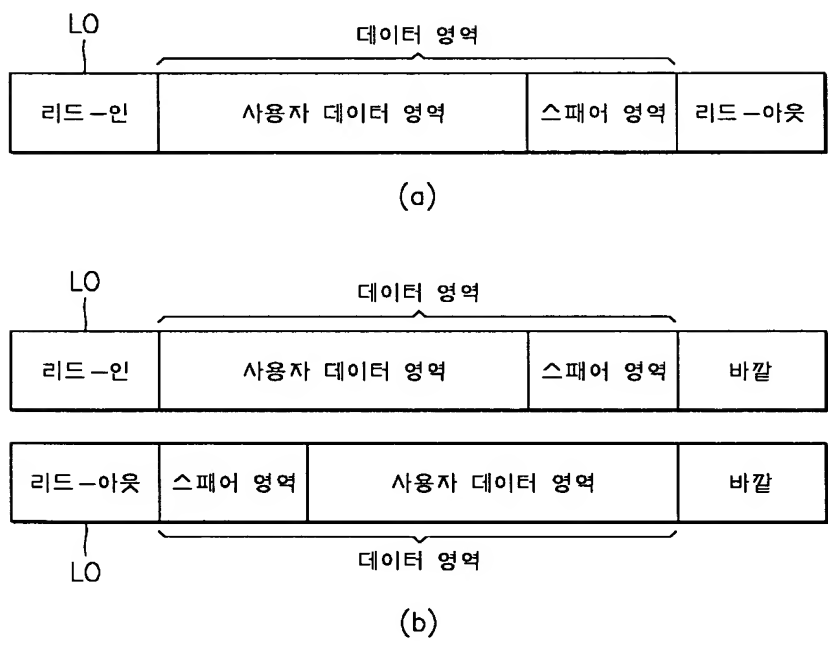 LO
데이터 영역
리드-인 사용자 데이터 영역 스패어 영역 리드-아웃
(a)
LO
데이터 영역
리드-인 사용자 데이터 영역 스패어 영역 바깥
리드-아웃 스패어 영역 사용자 데이터 영역 바깥
데이터 영역
LO
(b)